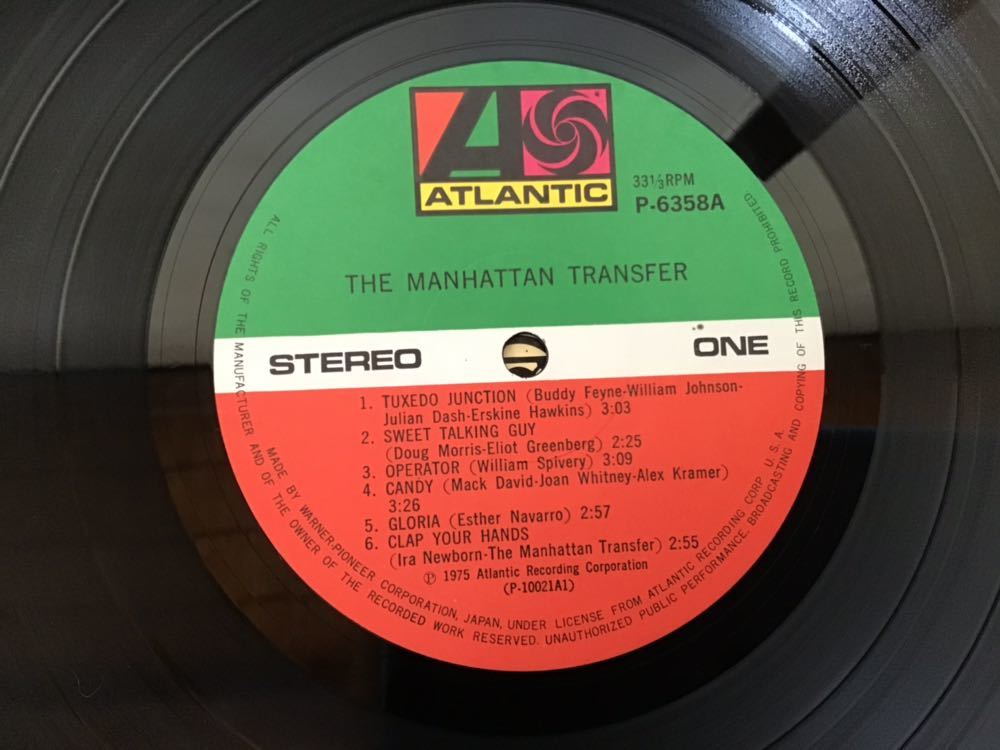 ATLANTIC
®
33⅓RPM
P-6358A
THE MANHATTAN TRANSFER
STEREO
ONE
1. TUXEDO JUNCTION (Buddy Feyne-William Johnson-
Julian Dash-Erskine Hawkins) 3:03
2. SWEET TALKING GUY
(Doug Morris-Eliot Greenberg) 2:25
3. OPERATOR (William Spivery) 3:09
4. CANDY (Mack David-Joan Whitney-Alex Kramer)
3:26
5. GLORIA (Esther Navarro) 2:57
6. CLAP YOUR HANDS
(Ira Newborn-The Manhattan Transfer) 2:55
℗ 1975 Atlantic Recording Corporation
(P-10021A1)
MADE BY WARNER-PIONEER CORPORATION, JAPAN, UNDER LICENSE FROM ATLANTIC RECORDING CORP. U.S.A.
ALL RIGHTS OF THE MANUFACTURER AND OF THE OWNER OF THE RECORDED WORK RESERVED. UNAUTHORIZED PUBLIC PERFORMANCE, BROADCASTING AND COPYING OF THIS RECORD PROHIBITED.